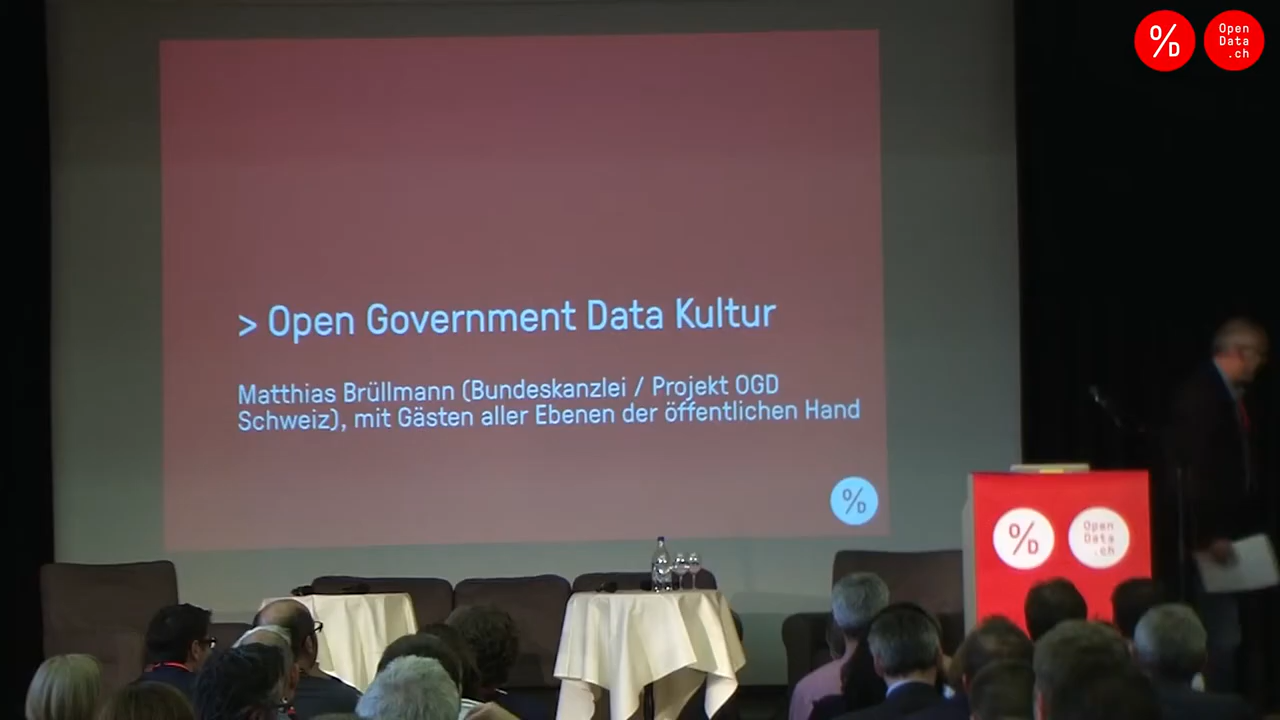 %D
Open
Data
.ch
> Open Government Data Kultur
Matthias Brüllmann (Bundeskanzlei / Projekt OGD
Schweiz), mit Gästen aller Ebenen der öffentlichen Hand
%D
%D
Open
Data
.ch